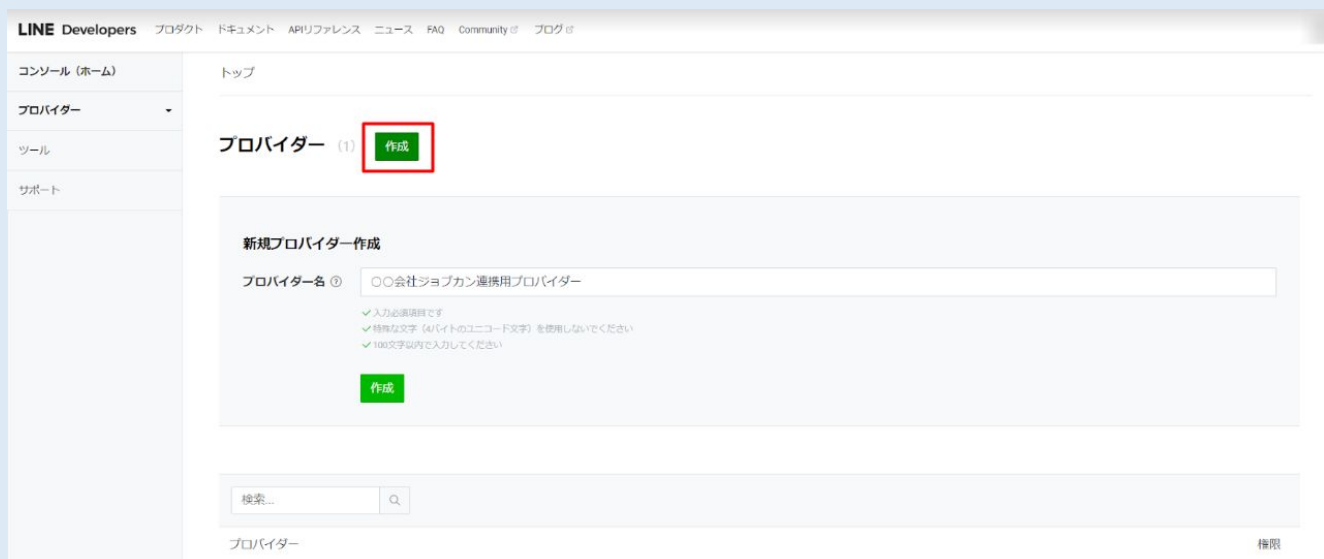 LINE Developers プロダクト ドキュメント APIリファレンス ニュース FAQ Community ブログ
コンソール（ホーム）
トップ
プロバイダー
プロバイダー (1) 作成
ツール
サポート
新規プロバイダー作成
プロバイダー名 ○○会社ジョブカン連携用プロバイダー
入力必須項目です
特殊な文字（4バイトのユニコード文字）を使用しないでください
100文字以内で入力してください
作成
検索...
プロバイダー 権限